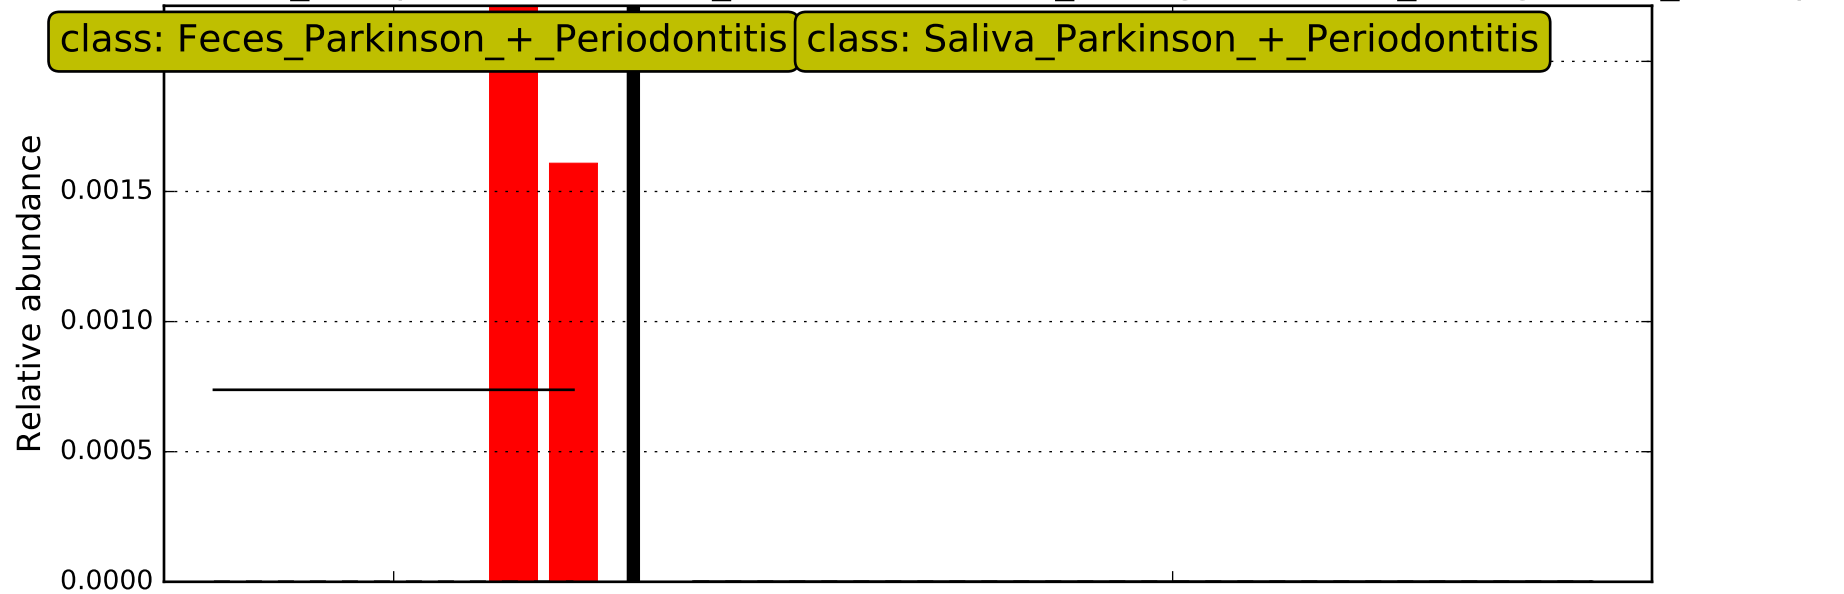 class: Feces_Parkinson_+_Periodontitis class: Saliva_Parkinson_+_Periodontitis
Relative abundance
0.0015
0.0010
0.0005
0.0000